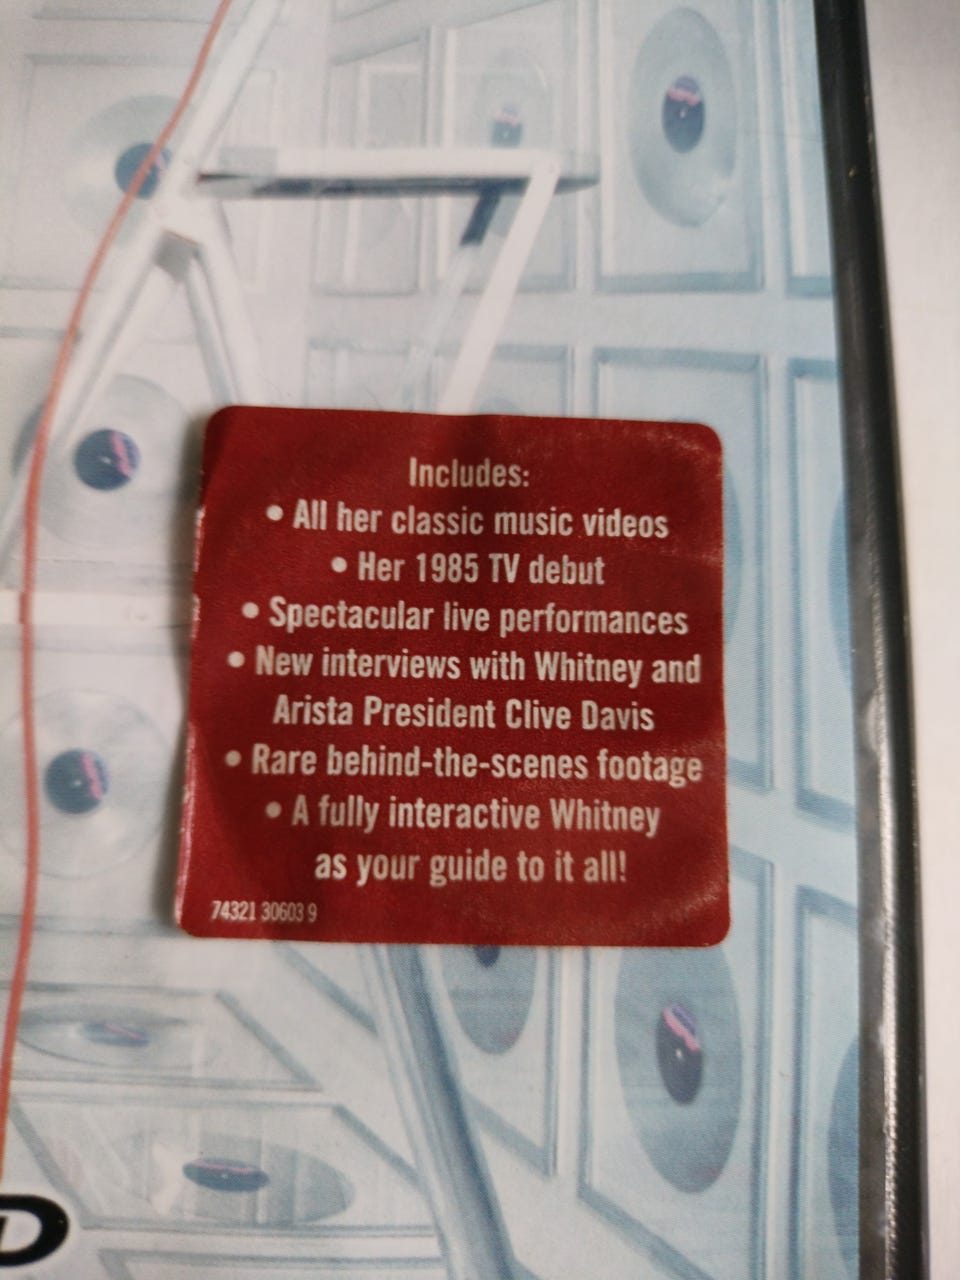 Includes:
• All her classic music videos
• Her 1985 TV debut
• Spectacular live performances
• New interviews with Whitney and
Arista President Clive Davis
• Rare behind-the-scenes footage
• A fully interactive Whitney
as your guide to it all!
74321 30603 9
D